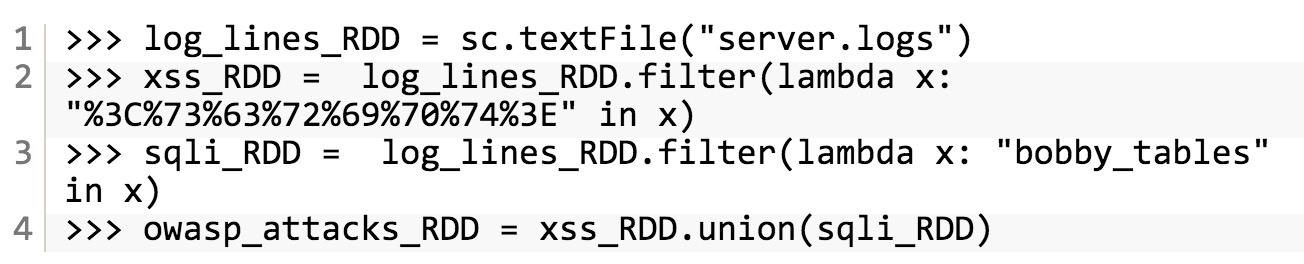 1 >>> log_lines_RDD = sc.textFile("server.logs")
2 >>> xss_RDD =  log_lines_RDD.filter(lambda x:
"%3C%73%63%72%69%70%74%3E" in x)
3 >>> sqli_RDD =  log_lines_RDD.filter(lambda x: "bobby_tables"
in x)
4 >>> owasp_attacks_RDD = xss_RDD.union(sqli_RDD)